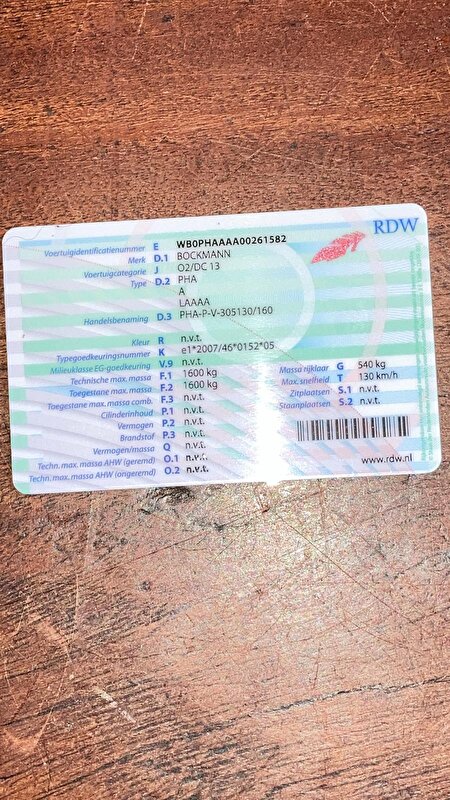 RDW
Voertuigidentificatienummer E WB0PHAAAA00261582
Merk D.1 BOCKMANN
Voertuigcategorie J O2/DC 13
Type D.2 PHA
A
LAAAA
Handelsbenaming D.3 PHA-P-V-305130/160
Kleur R n.v.t.
Typegoedkeuringsnummer K e1*2007/46*0152*05
Milieuklasse EG-goedkeuring V.9 n.v.t.
Technische max. massa F.1 1600 kg
Toegestane max. massa F.2 1600 kg
Toegestane max. massa comb. F.3 n.v.t.
Cilinderinhoud P.1 n.v.t.
Vermogen P.2 n.v.t.
Brandstof P.3 n.v.t.
Vermogen/massa Q n.v.t.
Techn. max. massa AHW (geremd) O.1 n.v.t.
Techn. max. massa AHW (ongeremd) O.2 n.v.t.
Massa rijklaar G 540 kg
Max. snelheid T 130 km/h
Zitplaatsen S.1 n.v.t.
Staanplaatsen S.2 n.v.t.
www.rdw.nl